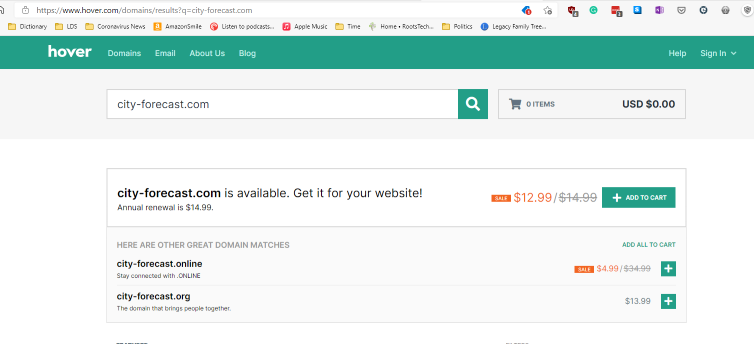 https://www.hover.com/domains/results?q=city-forecast.com
Dictionary LDS Coronavirus News AmazonSmile Listen to podcasts... Apple Music Time Home • RootsTech... Politics Legacy Family Tree...
hover Domains Email About Us Blog Help Sign In
city-forecast.com
0 ITEMS USD $0.00
city-forecast.com is available. Get it for your website! SALE $12.99/$14.99 + ADD TO CART
Annual renewal is $14.99.
HERE ARE OTHER GREAT DOMAIN MATCHES ADD ALL TO CART
city-forecast.online SALE $4.99/$34.99 +
Stay connected with .ONLINE
city-forecast.org $13.99 +
The domain that brings people together.